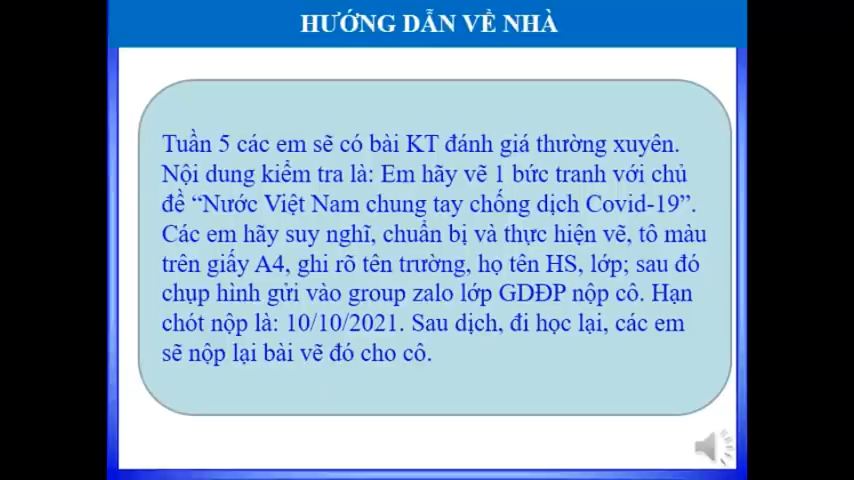 HƯỚNG DẪN VỀ NHÀ
Tuần 5 các em sẽ có bài KT đánh giá thường xuyên.
Nội dung kiểm tra là: Em hãy vẽ 1 bức tranh với chủ
đề “Nước Việt Nam chung tay chống dịch Covid-19”.
Các em hãy suy nghĩ, chuẩn bị và thực hiện vẽ, tô màu
trên giấy A4, ghi rõ tên trường, họ tên HS, lớp; sau đó
chụp hình gửi vào group zalo lớp GDĐP nộp cô. Hạn
chót nộp là: 10/10/2021. Sau dịch, đi học lại, các em
sẽ nộp lại bài vẽ đó cho cô.